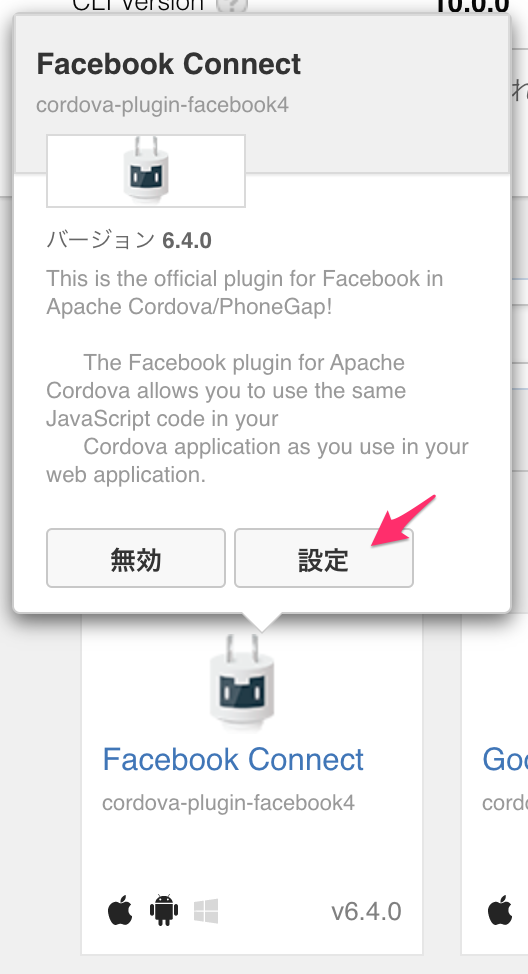 CLI Version ?
10.0.0
Facebook Connect
cordova-plugin-facebook4
れ
バージョン 6.4.0
This is the official plugin for Facebook in
Apache Cordova/PhoneGap!
The Facebook plugin for Apache
Cordova allows you to use the same
JavaScript code in your
Cordova application as you use in your
web application.
無効
設定
Facebook Connect
cordova-plugin-facebook4
v6.4.0
Goo
cordo